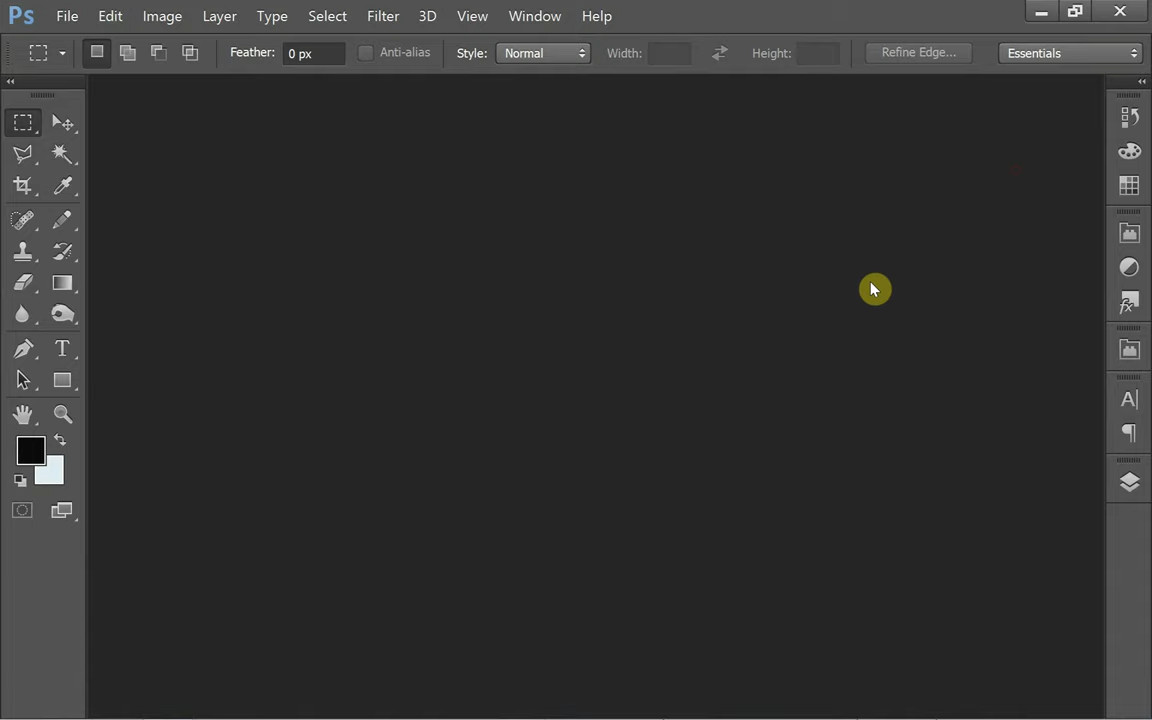 Ps File Edit Image Layer Type Select Filter 3D View Window Help
Feather: 0 px Anti-alias Style: Normal Width: Height: Refine Edge... Essentials
T
A